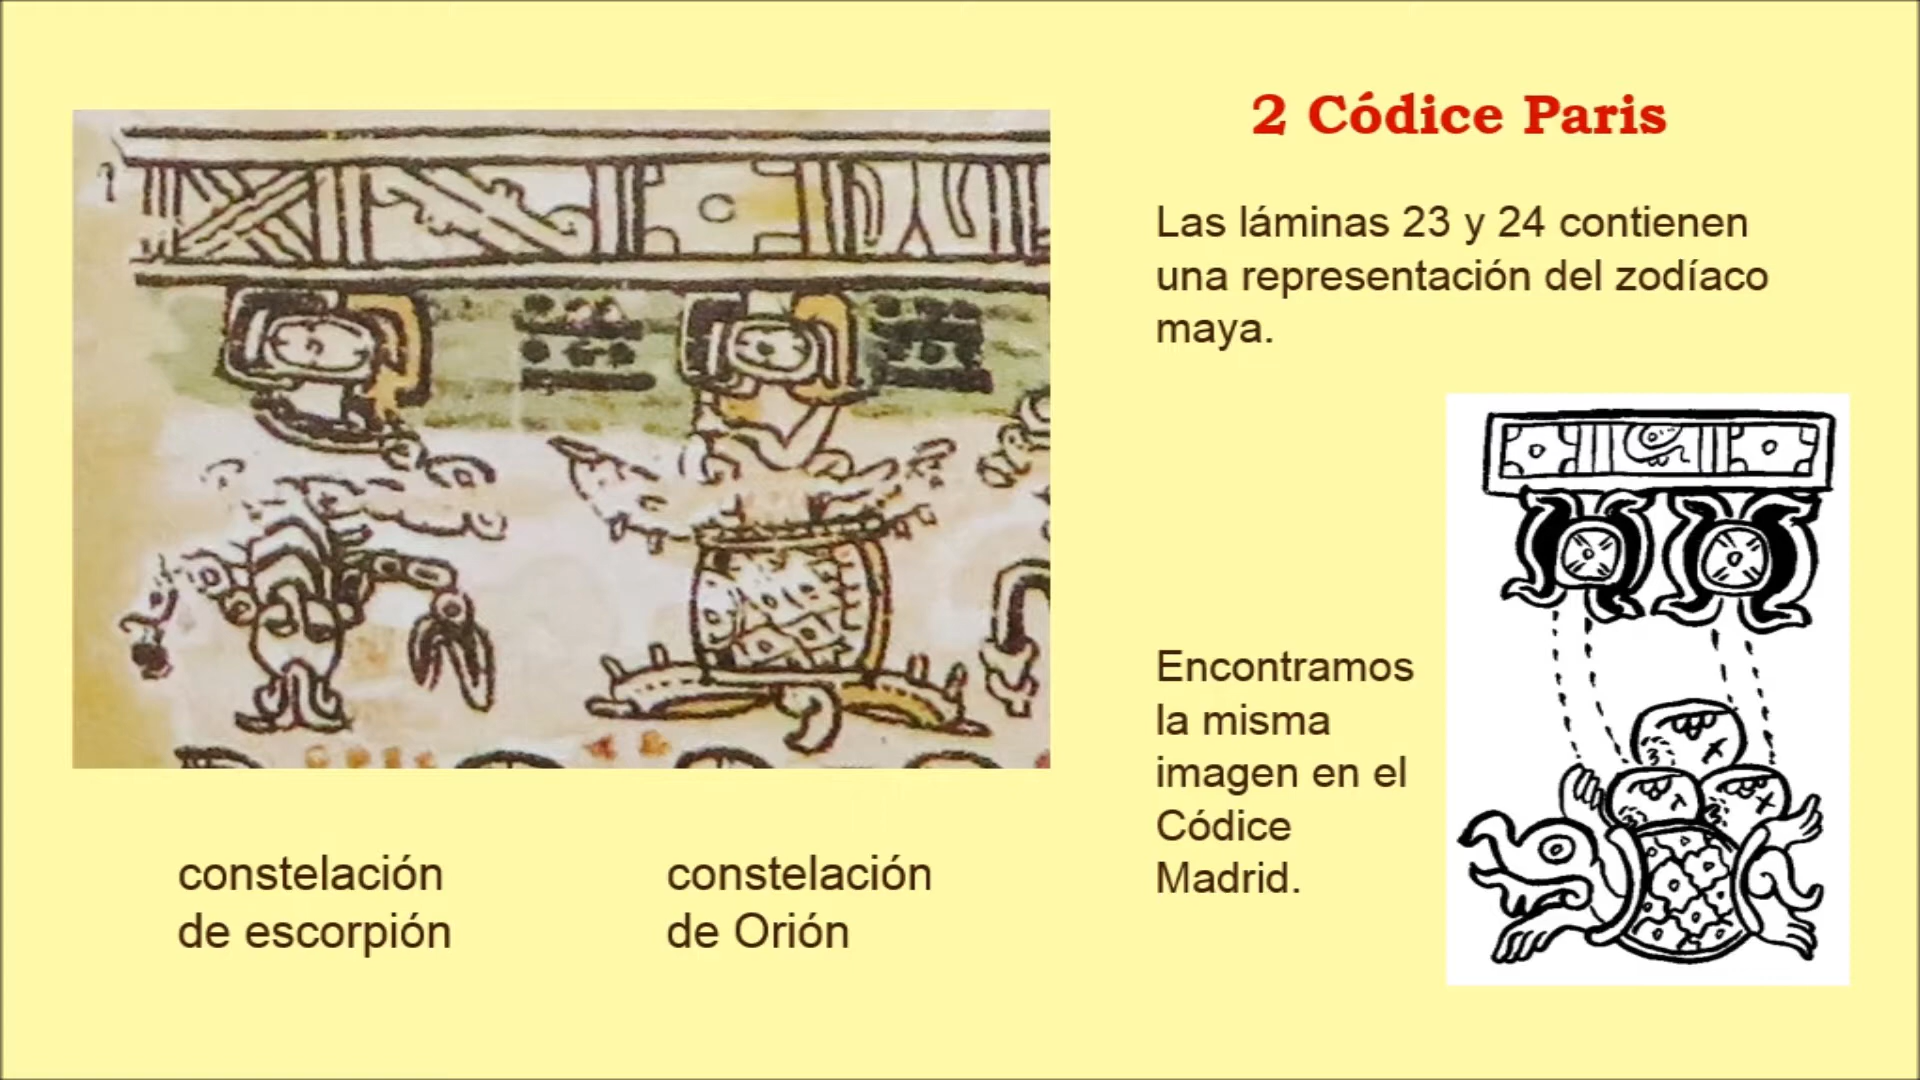 2 Códice Paris
Las láminas 23 y 24 contienen
una representación del zodíaco
maya.
Encontramos
la misma
imagen en el
Códice
Madrid.
constelación
de escorpión
constelación
de Orión